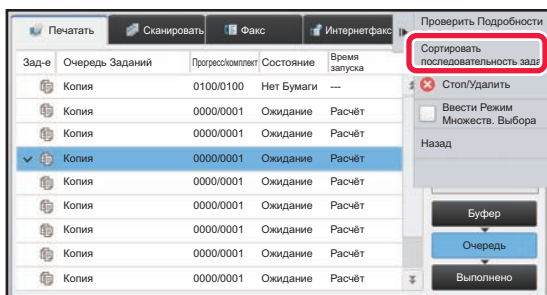 Печатать Сканировать Факс Интернетфакс
Проверить Подробности
Сортировать
последовательность зада
Стоп/Удалить
Ввести Режим
Множеств. Выбора
Назад
Зад-е Очередь Заданий Прогресс/комплект Состояние Время запуска
Копия 0100/0100 Нет Бумаги ---
Копия 0000/0001 Ожидание Расчёт
Копия 0000/0001 Ожидание Расчёт
Копия 0000/0001 Ожидание Расчёт
Копия 0000/0001 Ожидание Расчёт
Копия 0000/0001 Ожидание Расчёт
Копия 0000/0001 Ожидание Расчёт
Копия 0000/0001 Ожидание Расчёт
Копия 0000/0001 Ожидание Расчёт
Буфер
Очередь
Выполнено